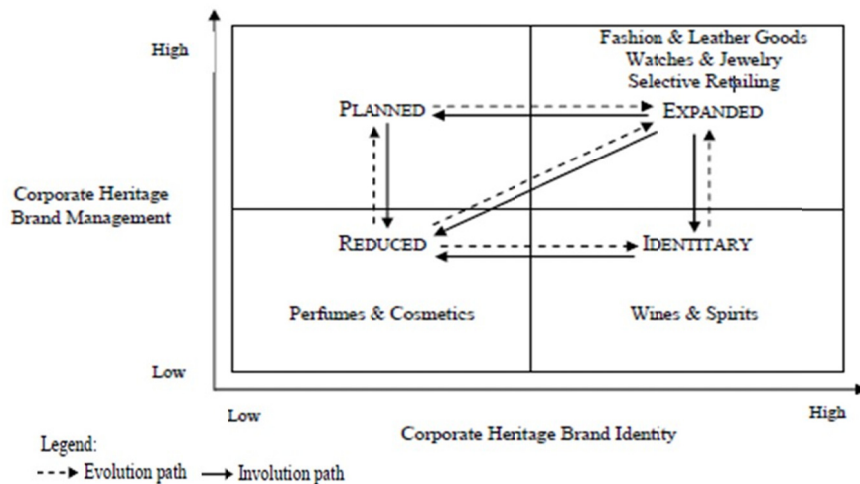 High
Fashion & Leather Goods
Watches & Jewelry
Selective Retailing
PLANNED
EXPANDED
Corporate Heritage
Brand Management
REDUCED
IDENTITARY
Perfumes & Cosmetics
Wines & Spirits
Low
Low
High
Corporate Heritage Brand Identity
Legend:
Evolution path
Involution path